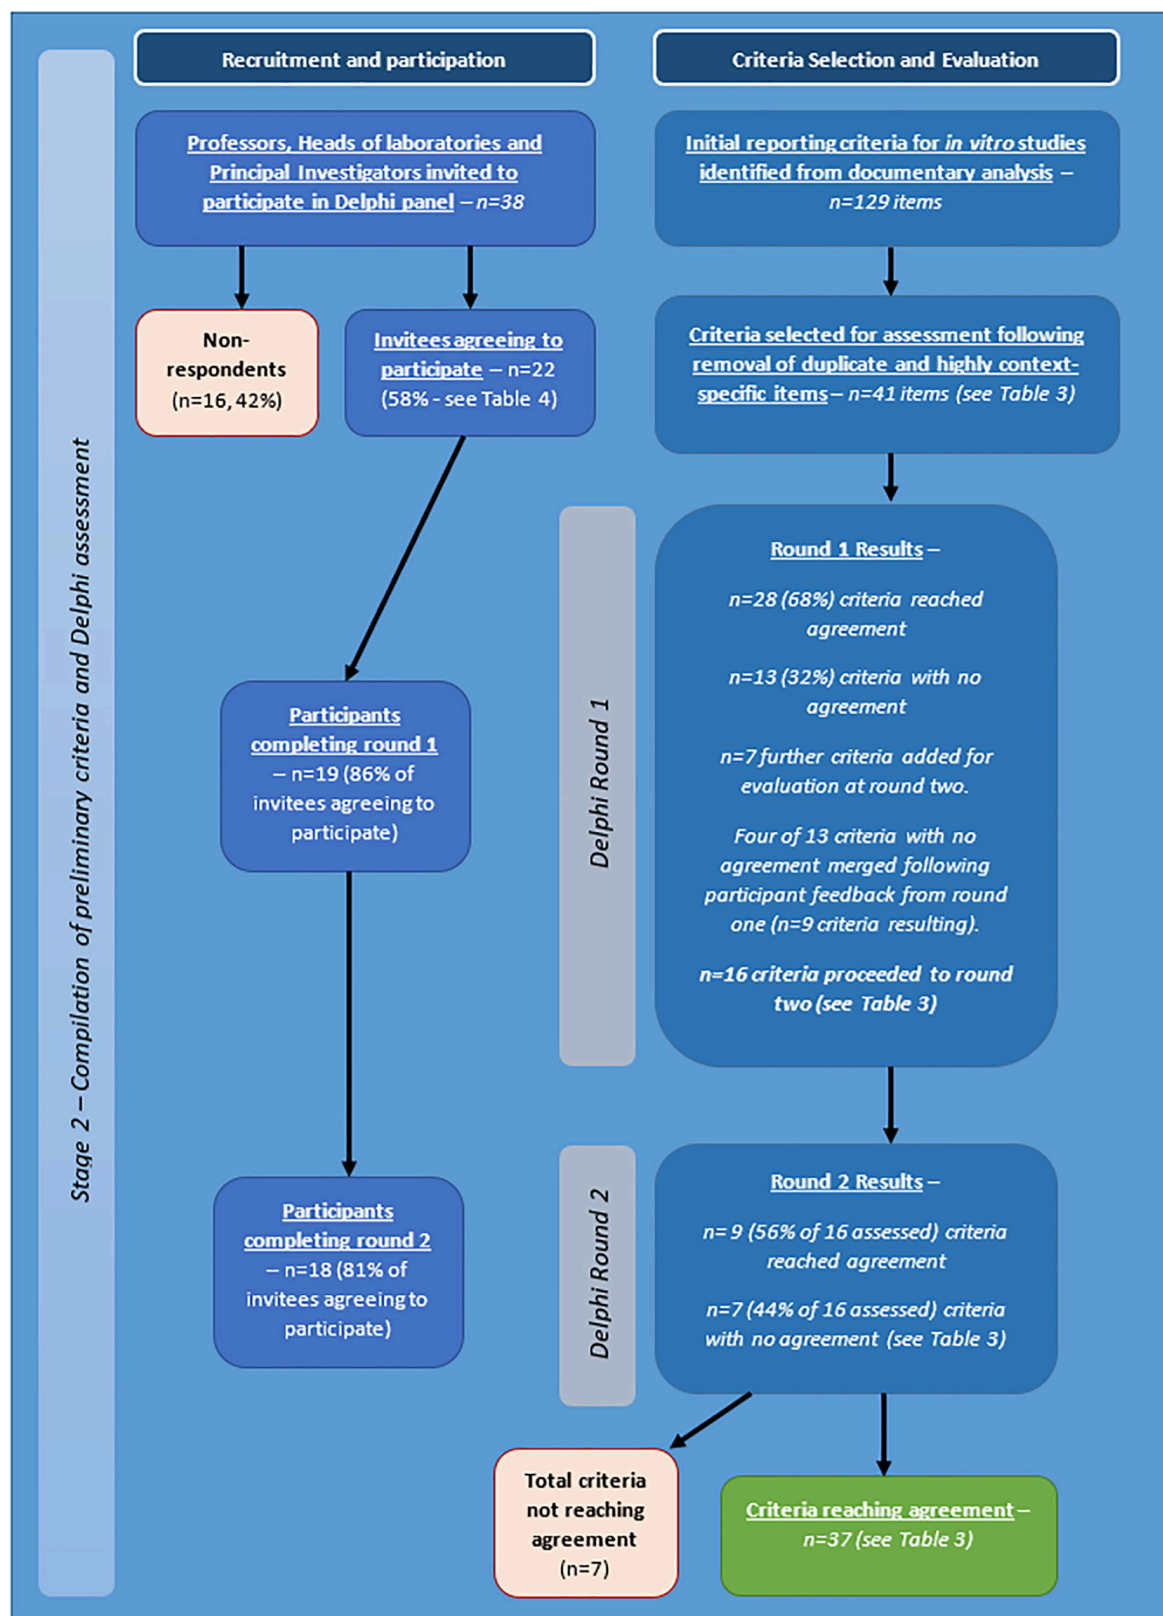 Stage 2 – Compilation of preliminary criteria and Delphi assessment
Recruitment and participation
Professors, Heads of laboratories and
Principal Investigators invited to
participate in Delphi panel – n=38
Non-
respondents
(n=16, 42%)
Invitees agreeing to
participate – n=22
(58% - see Table 4)
Participants
completing round 1
– n=19 (86% of
invitees agreeing to
participate)
Participants
completing round 2
– n=18 (81% of
invitees agreeing to
participate)
Criteria Selection and Evaluation
Initial reporting criteria for in vitro studies
identified from documentary analysis –
n=129 items
Criteria selected for assessment following
removal of duplicate and highly context-
specific items – n=41 items (see Table 3)
Delphi Round 1
Round 1 Results –
n=28 (68%) criteria reached
agreement
n=13 (32%) criteria with no
agreement
n=7 further criteria added for
evaluation at round two.
Four of 13 criteria with no
agreement merged following
participant feedback from round
one (n=9 criteria resulting).
n=16 criteria proceeded to round
two (see Table 3)
Delphi Round 2
Round 2 Results –
n= 9 (56% of 16 assessed) criteria
reached agreement
n=7 (44% of 16 assessed) criteria
with no agreement (see Table 3)
Total criteria
not reaching
agreement
(n=7)
Criteria reaching agreement –
n=37 (see Table 3)